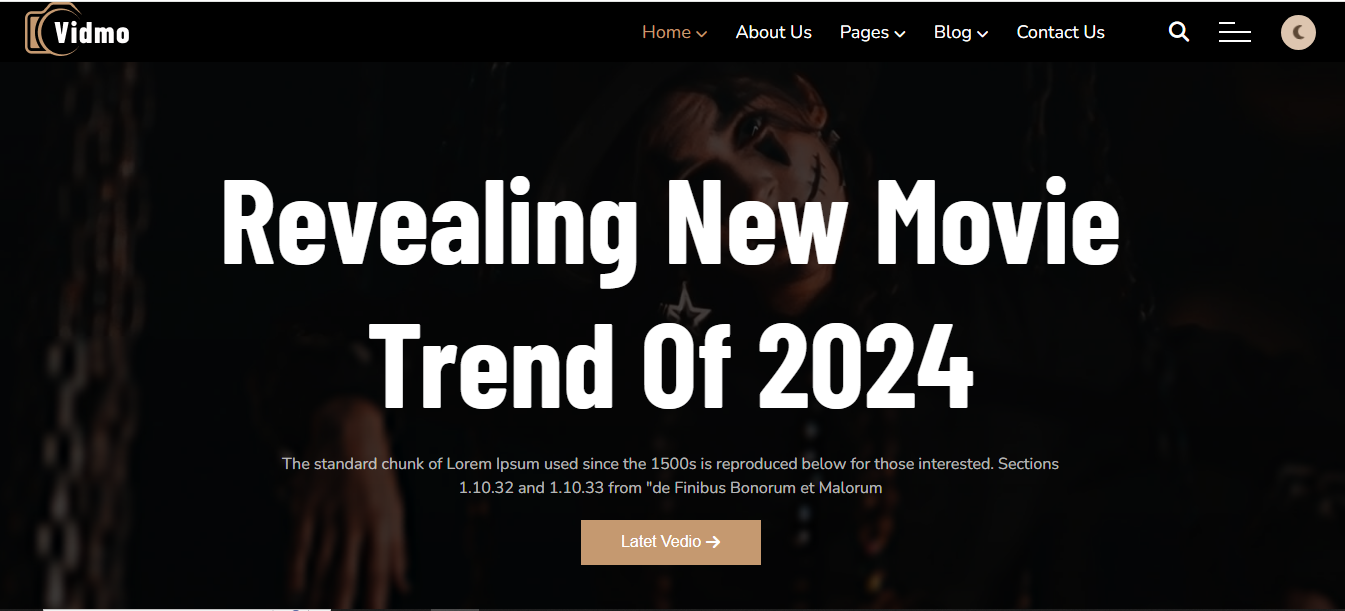 Vidmo
Home About Us Pages Blog Contact Us
Revealing New Movie
Trend Of 2024
The standard chunk of Lorem Ipsum used since the 1500s is reproduced below for those interested. Sections
1.10.32 and 1.10.33 from "de Finibus Bonorum et Malorum
Latet Vedio